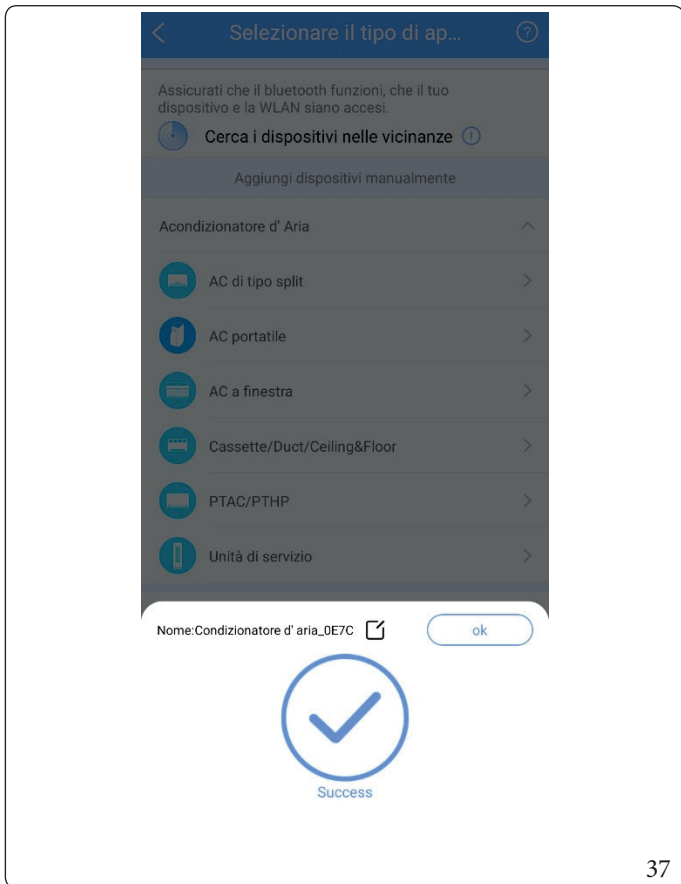 Selezionare il tipo di ap...
Assicurati che il bluetooth funzioni, che il tuo
dispositivo e la WLAN siano accesi.
Cerca i dispositivi nelle vicinanze
Aggiungi dispositivi manualmente
Acondizionatore d' Aria
AC di tipo split
AC portatile
AC a finestra
Cassette/Duct/Ceiling&Floor
PTAC/PTHP
Unità di servizio
Nome:Condizionatore d' aria_0E7C
ok
Success
37